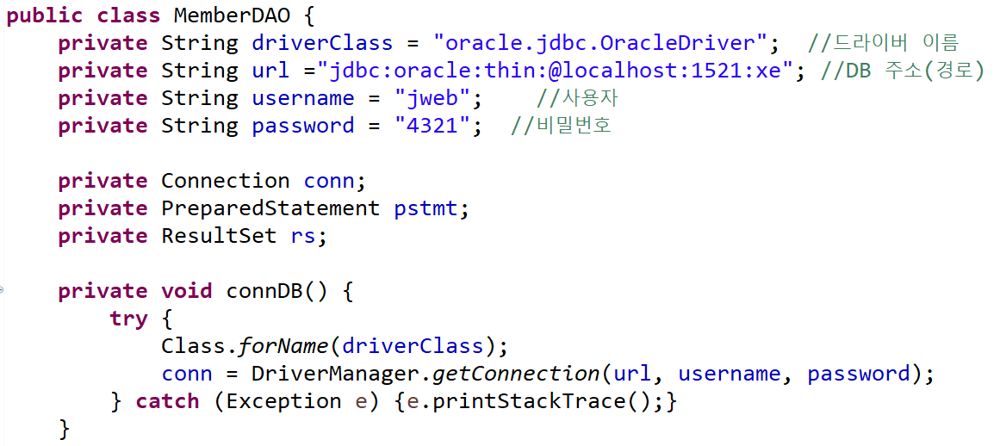 public class MemberDAO {
    private String driverClass = "oracle.jdbc.OracleDriver";  //드라이버 이름
    private String url ="jdbc:oracle:thin:@localhost:1521:xe"; //DB 주소(경로)
    private String username = "jweb";    //사용자
    private String password = "4321";  //비밀번호
    private Connection conn;
    private PreparedStatement pstmt;
    private ResultSet rs;
    private void connDB() {
        try {
            Class.forName(driverClass);
            conn = DriverManager.getConnection(url, username, password);
        } catch (Exception e) {e.printStackTrace();}
    }